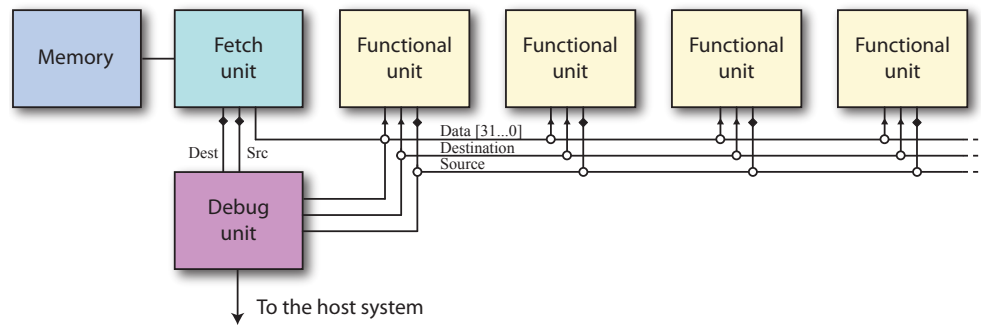 Memory
Fetch
unit
Functional
unit
Functional
unit
Functional
unit
Functional
unit
Data [31...0]
Destination
Source
Dest
Src
Debug
unit
To the host system